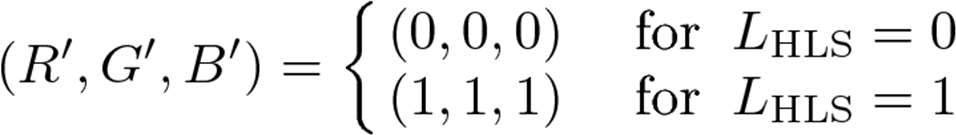 (R′, G′, B′) = { (0, 0, 0) for L_HLS = 0
(1, 1, 1) for L_HLS = 1